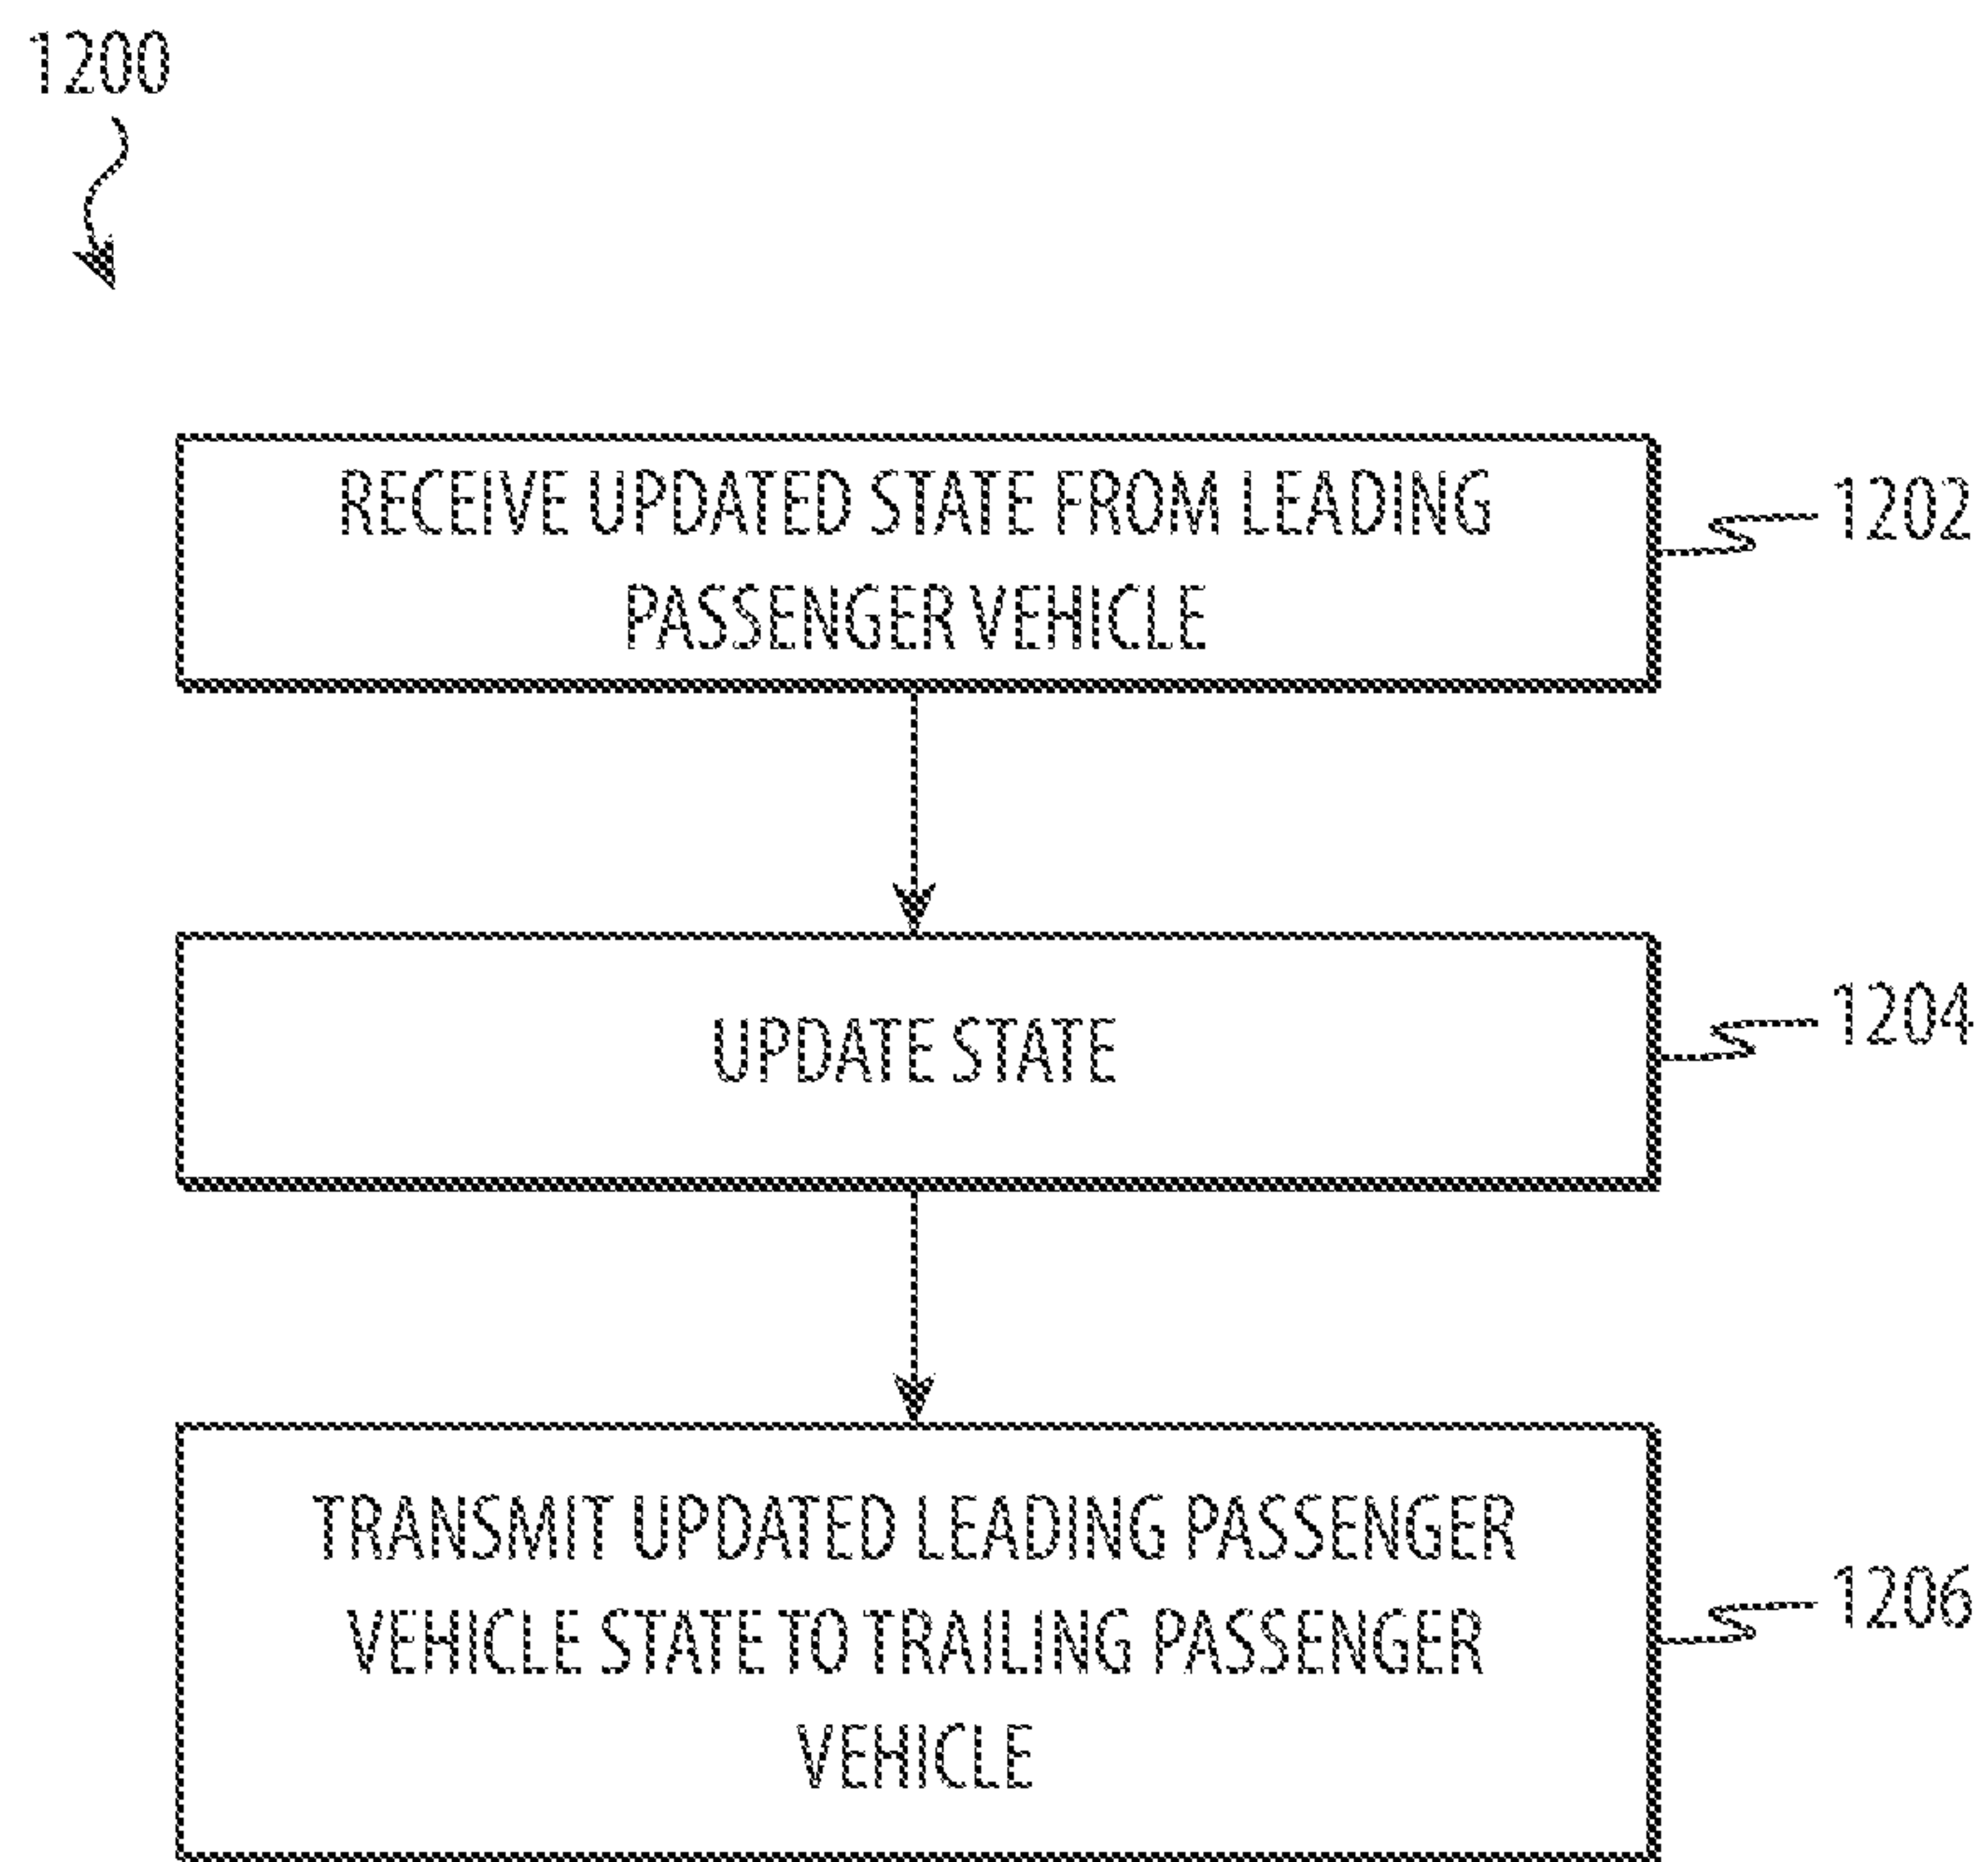 1200
RECEIVE UPDATED STATE FROM LEADING
PASSENGER VEHICLE
1202
UPDATE STATE
1204
TRANSMIT UPDATED LEADING PASSENGER
VEHICLE STATE TO TRAILING PASSENGER
VEHICLE
1206